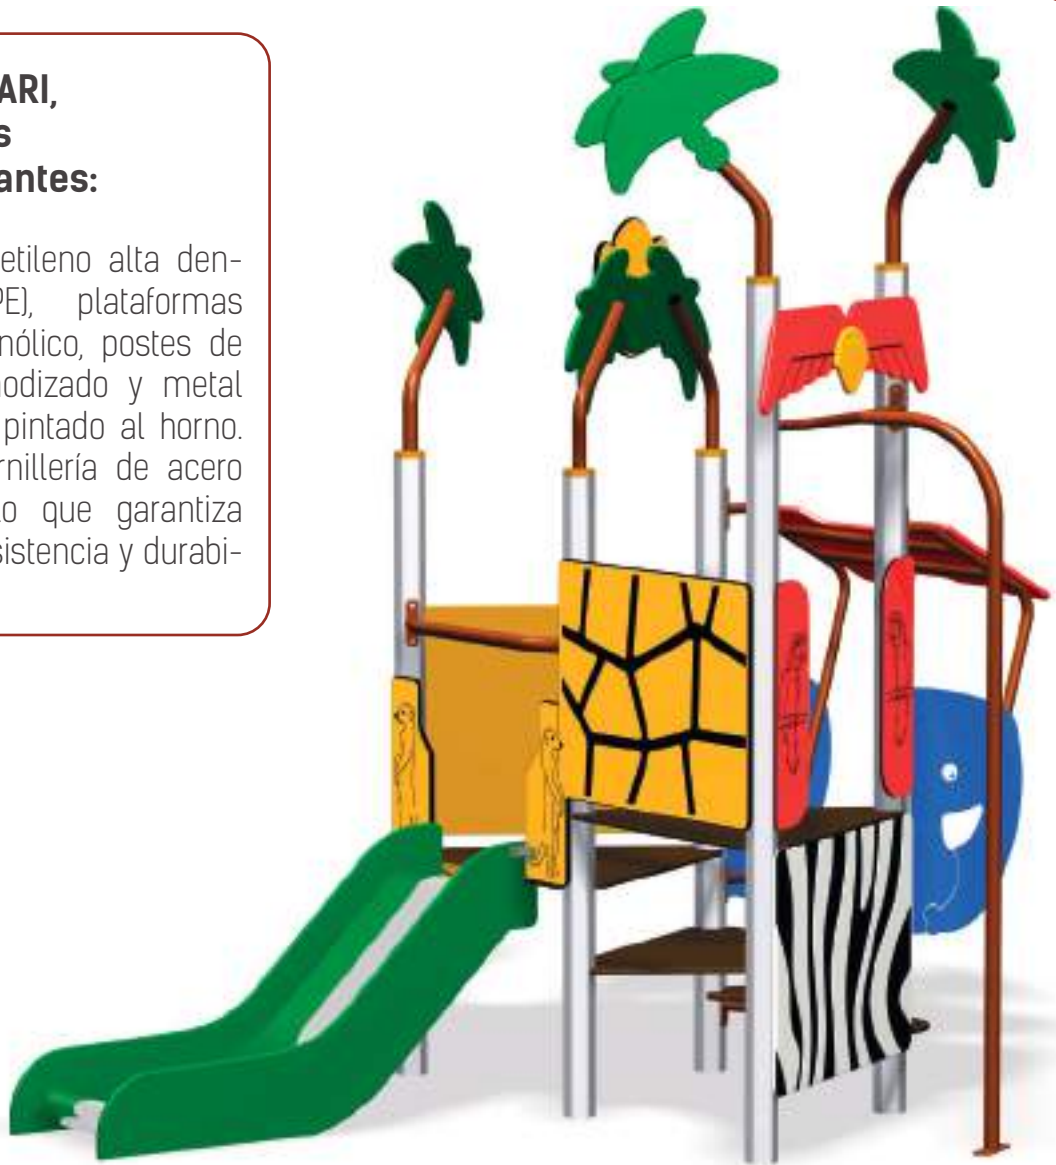 ARI,
s
antes:
etileno alta den-
PE), plataformas
nólico, postes de
nodizado y metal
pintado al horno.
rnillería de acero
lo que garantiza
sistencia y durabi-